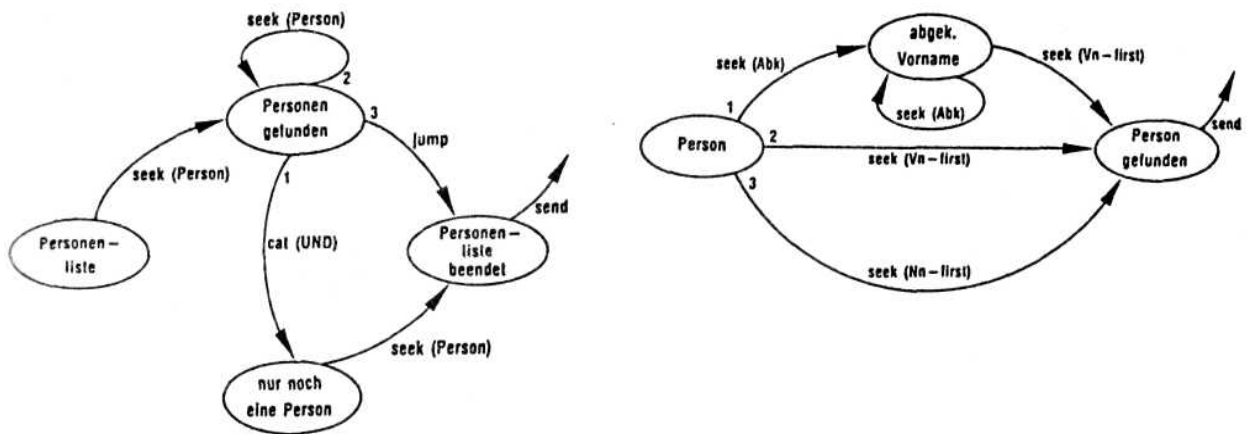 seek (Person)
2
3
Personen
gefunden
1
jump
seek (Person)
send
cat (UND)
Personen–
liste
Personen–
liste
beendet
seek (Person)
nur noch
eine Person
abgek.
Vorname
seek (Abk)
seek (Vn–first)
seek (Abk)
1
Person
2
seek (Vn–first)
3
Person
gefunden
send
seek (Nn–first)